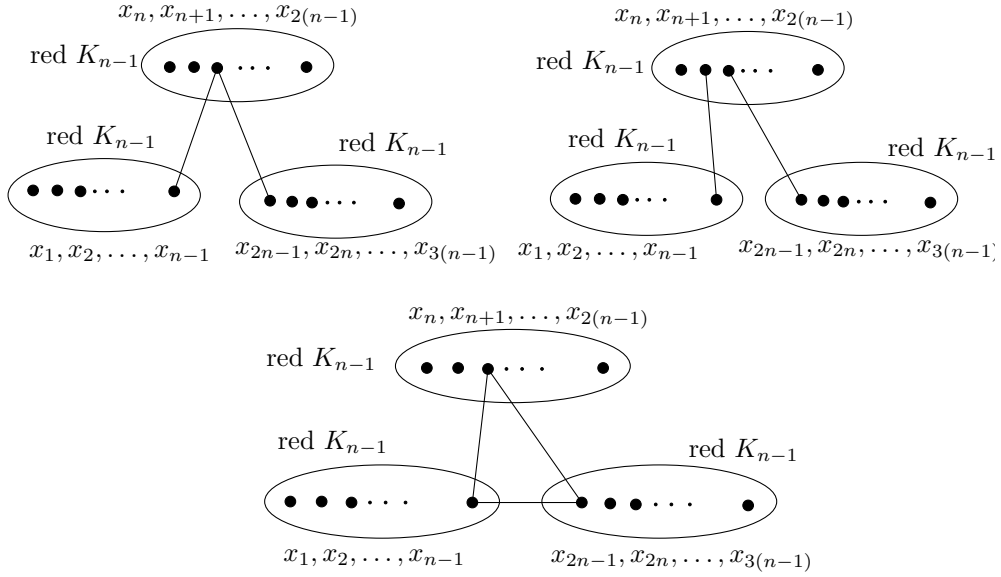 $x_n, x_{n+1}, \ldots, x_{2(n-1)}$
red $K_{n-1}$
red $K_{n-1}$
red $K_{n-1}$
$x_1, x_2, \ldots, x_{n-1}$
$x_{2n-1}, x_{2n}, \ldots, x_{3(n-1)}$
$x_n, x_{n+1}, \ldots, x_{2(n-1)}$
red $K_{n-1}$
red $K_{n-1}$
red $K_{n-1}$
$x_1, x_2, \ldots, x_{n-1}$
$x_{2n-1}, x_{2n}, \ldots, x_{3(n-1)}$
$x_n, x_{n+1}, \ldots, x_{2(n-1)}$
red $K_{n-1}$
red $K_{n-1}$
red $K_{n-1}$
$x_1, x_2, \ldots, x_{n-1}$
$x_{2n-1}, x_{2n}, \ldots, x_{3(n-1)}$